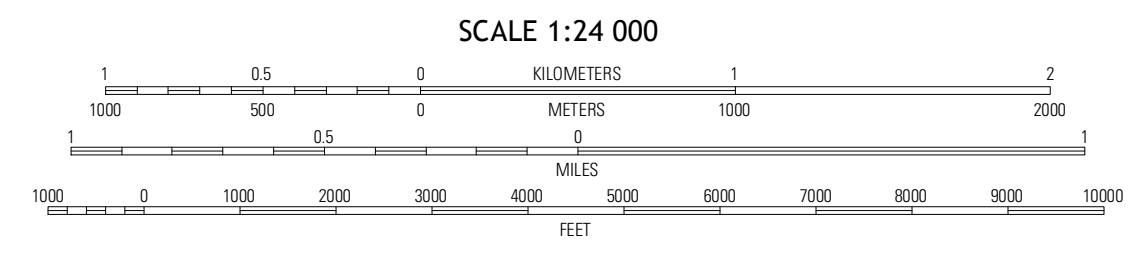 SCALE 1:24 000
1 0.5 0 KILOMETERS 1 2
1000 500 0 METERS 1000 2000
1 0.5 0 1
MILES
1000 0 1000 2000 3000 4000 5000 6000 7000 8000 9000 10000
FEET